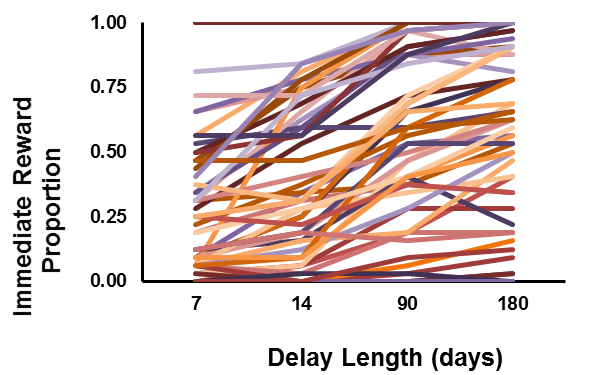 Immediate Reward
Proportion
1.00
0.75
0.50
0.25
0.00
7 14 90 180
Delay Length (days)